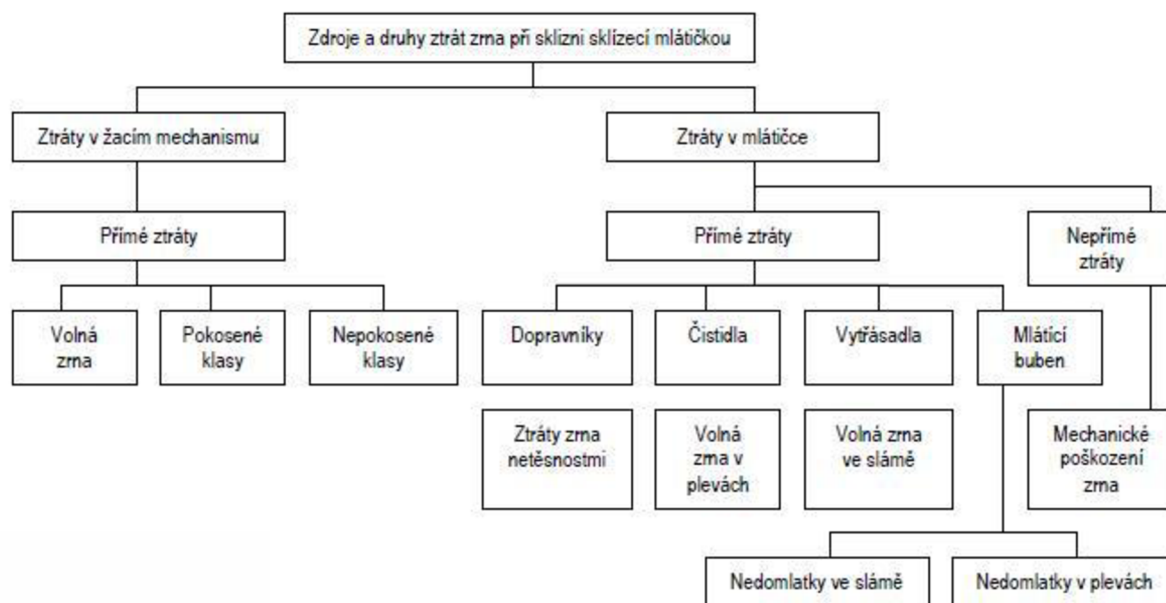 Zdroje a druhy ztrát zrna při sklizni sklízecí mlátičkou
Ztráty v žacím mechanismu
Ztráty v mlátičce
Přímé ztráty
Přímé ztráty
Nepřímé
ztráty
Volná
zrna
Pokosené
klasy
Nepokosené
klasy
Dopravníky
Čistidla
Vytřásadla
Mlátící
buben
Ztráty zrna
netěsnostmi
Volná
zrna v
plevách
Volná zrna
ve slámě
Mechanické
poškození
zrna
Nedomlatky ve slámě
Nedomlatky v plevách